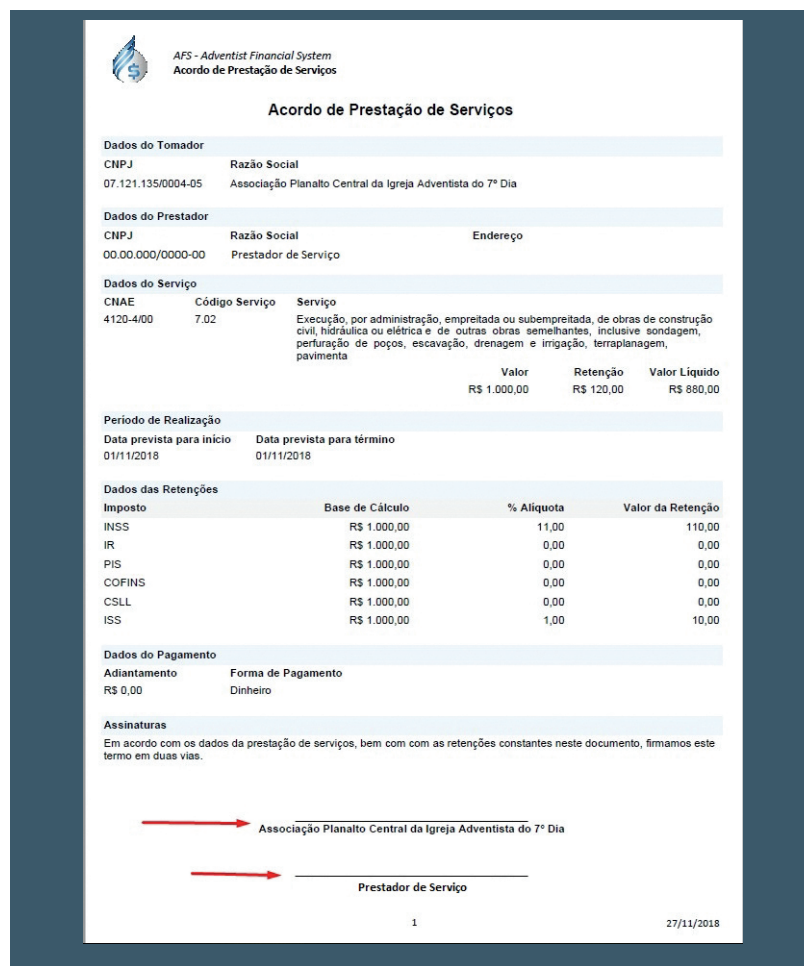 AFS - Adventist Financial System
Acordo de Prestação de Serviços
Acordo de Prestação de Serviços
Dados do Tomador
CNPJ Razão Social
07.121.135/0004-05 Associação Planalto Central da Igreja Adventista do 7º Dia
Dados do Prestador
CNPJ Razão Social Endereço
00.00.000/0000-00 Prestador de Serviço
Dados do Serviço
CNAE Código Serviço Serviço
4120-4/00 7.02 Execução, por administração, empreitada ou subempreitada, de obras de construção
civil, hidráulica ou elétrica e de outras obras semelhantes, inclusive sondagem,
perfuração de poços, escavação, drenagem e irrigação, terraplanagem,
pavimenta
Valor Retenção Valor Líquido
R$ 1.000,00 R$ 120,00 R$ 880,00
Período de Realização
Data prevista para início Data prevista para término
01/11/2018 01/11/2018
Dados das Retenções
Imposto Base de Cálculo % Alíquota Valor da Retenção
INSS R$ 1.000,00 11,00 110,00
IR R$ 1.000,00 0,00 0,00
PIS R$ 1.000,00 0,00 0,00
COFINS R$ 1.000,00 0,00 0,00
CSLL R$ 1.000,00 0,00 0,00
ISS R$ 1.000,00 1,00 10,00
Dados do Pagamento
Adiantamento Forma de Pagamento
R$ 0,00 Dinheiro
Assinaturas
Em acordo com os dados da prestação de serviços, bem com com as retenções constantes neste documento, firmamos este
termo em duas vias.
Associação Planalto Central da Igreja Adventista do 7º Dia
Prestador de Serviço
1 27/11/2018